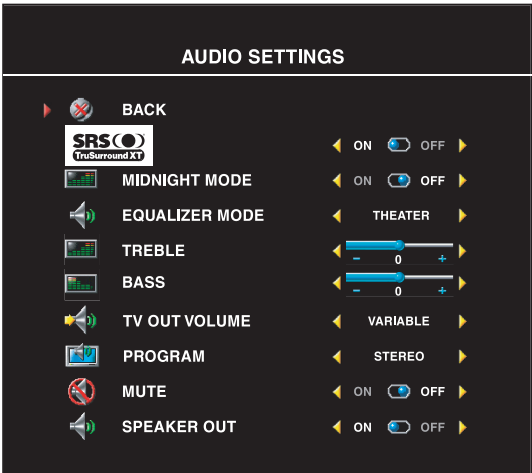 AUDIO SETTINGS
BACK
SRS
TruSurround XT
ON OFF
MIDNIGHT MODE ON OFF
EQUALIZER MODE THEATER
TREBLE - 0 +
BASS - 0 +
TV OUT VOLUME VARIABLE
PROGRAM STEREO
MUTE ON OFF
SPEAKER OUT ON OFF